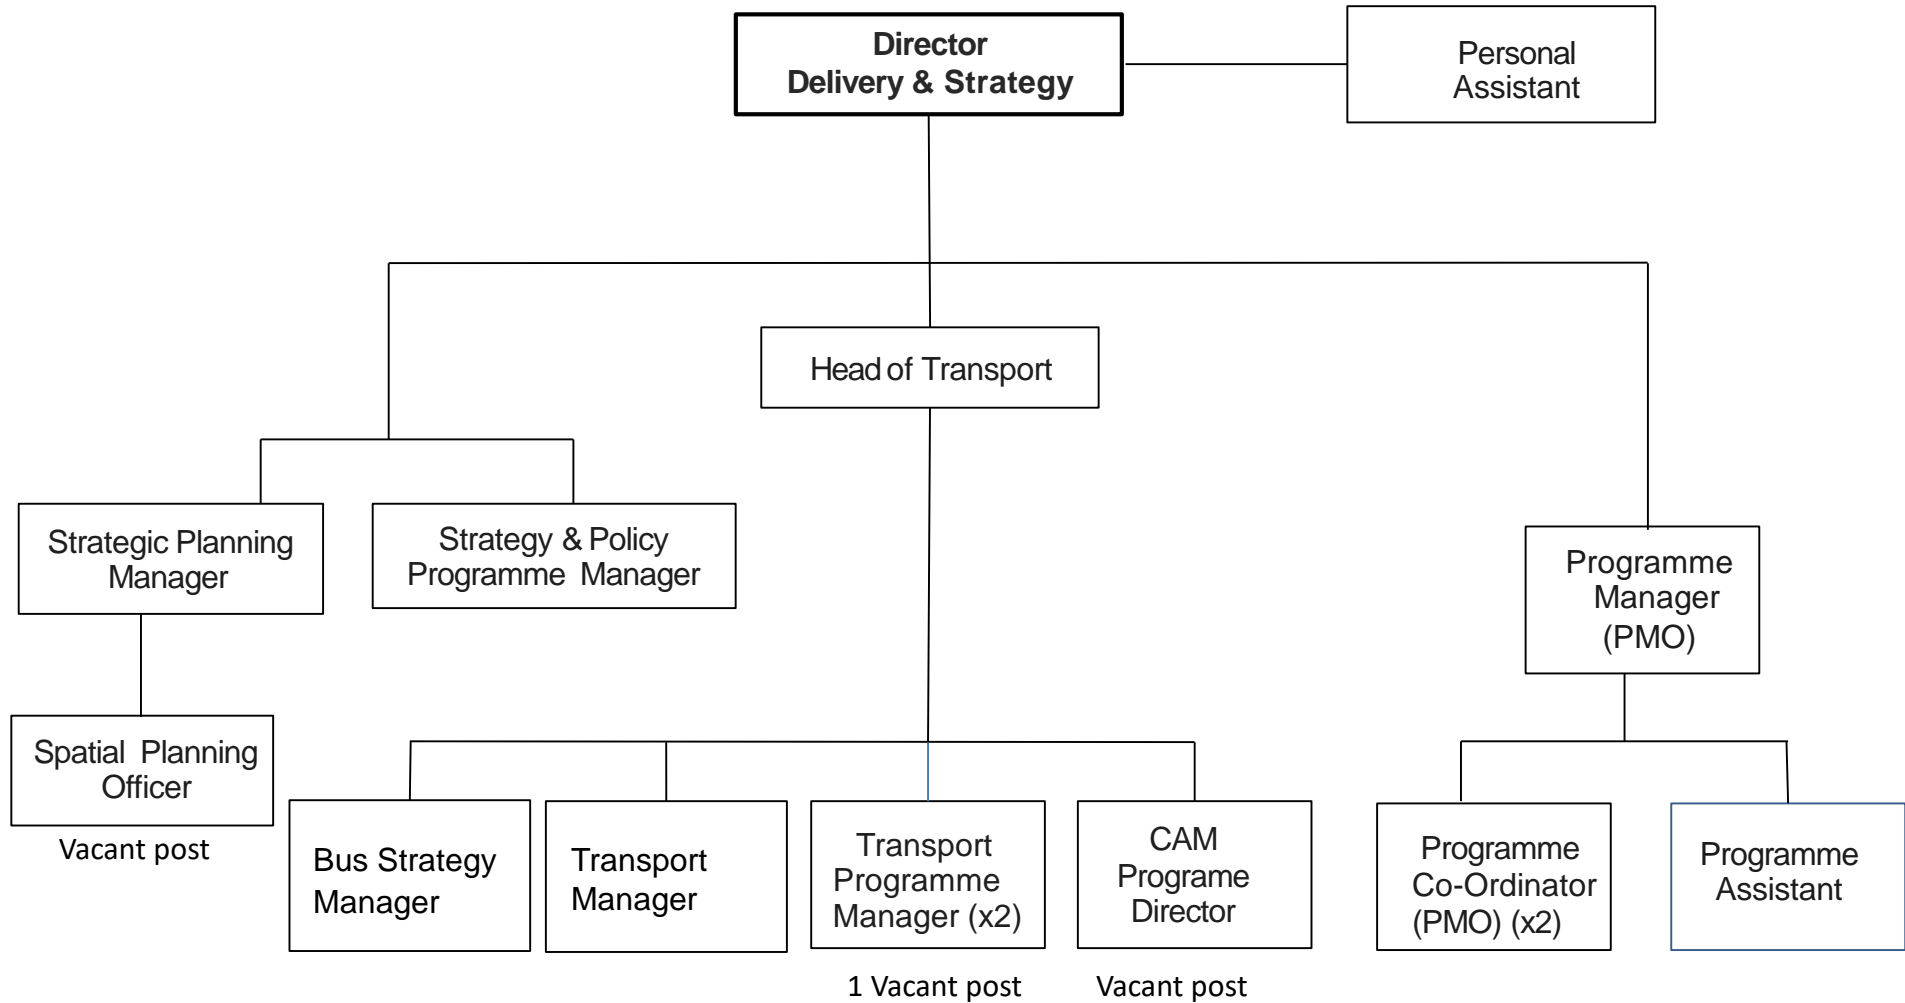 Director
Delivery & Strategy
Personal
Assistant
Head of Transport
Strategic Planning
Manager
Strategy & Policy
Programme Manager
Programme
Manager
(PMO)
Spatial Planning
Officer
Vacant post
Bus Strategy
Manager
Transport
Manager
Transport
Programme
Manager (x2)
1 Vacant post
CAM
Programe
Director
Vacant post
Programme
Co-Ordinator
(PMO) (x2)
Programme
Assistant